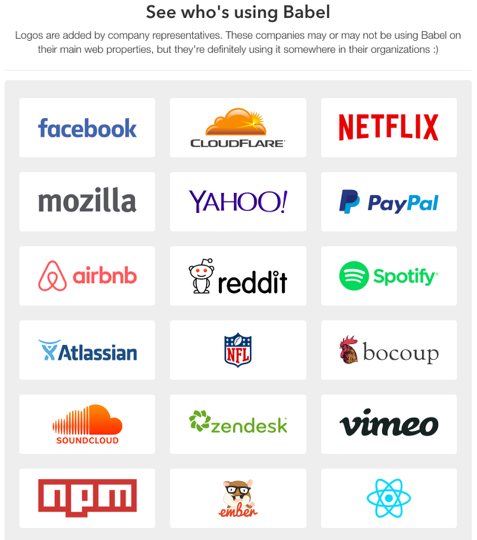 See who's using Babel
Logos are added by company representatives. These companies may or may not be using Babel on
their main web properties, but they're definitely using it somewhere in their organizations :)
facebook
CLOUDFLARE
NETFLIX
mozilla
YAHOO!
PayPal
airbnb
reddit
Spotify
Atlassian
NFL
bocoup
SOUNDCLOUD
zendesk
vimeo
npm
ember